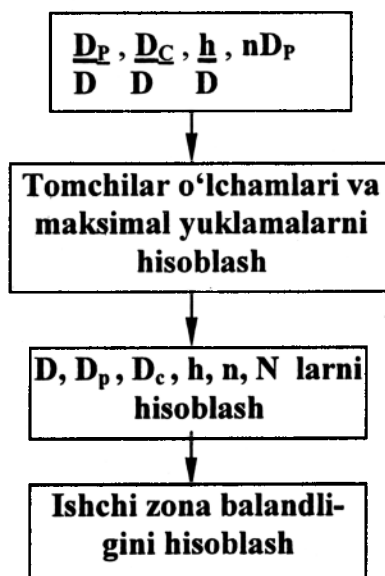 D_P , D_C , h , nD_P
D D D
Tomchilar o‘lchamlari va
maksimal yuklamalarni
hisoblash
D, D_p , D_c , h, n, N larni
hisoblash
Ishchi zona balandli-
gini hisoblash